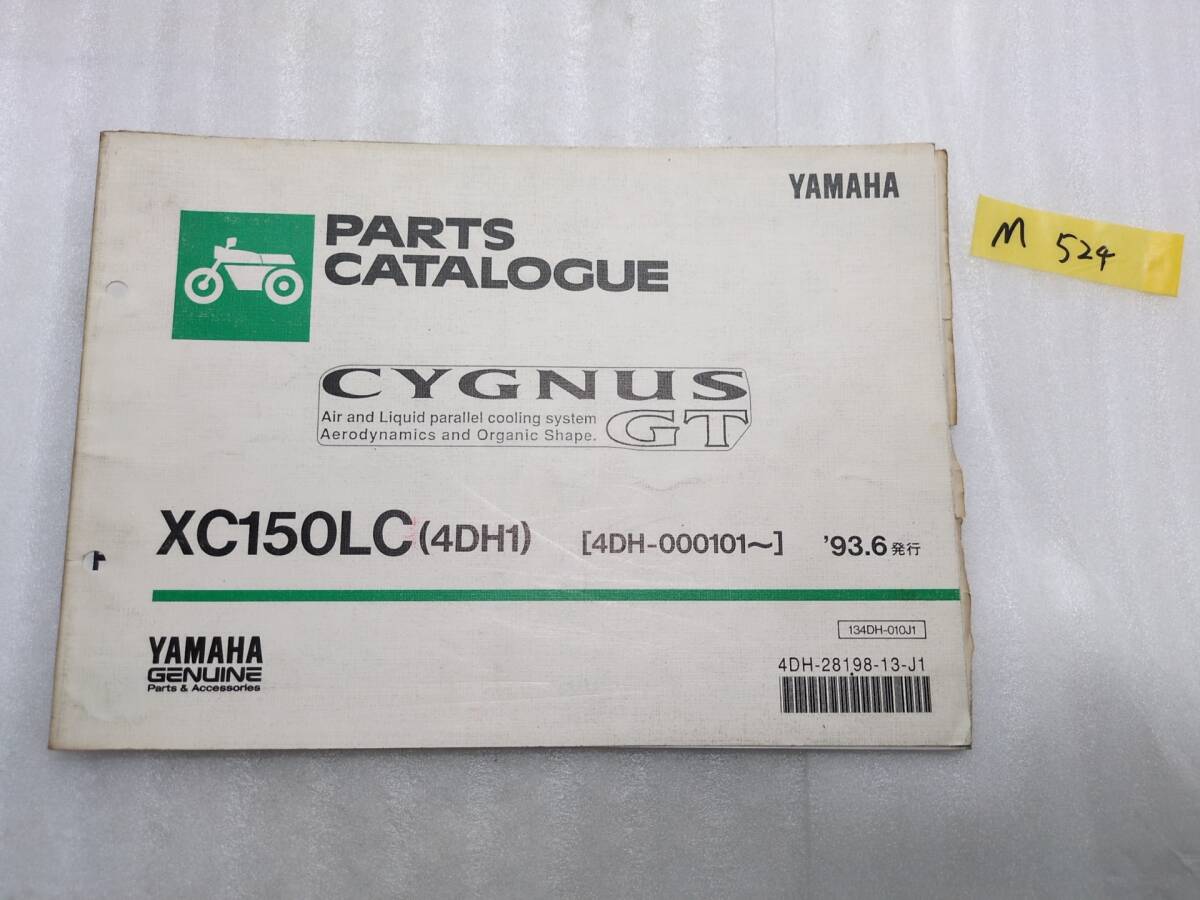 YAMAHA
PARTS
CATALOGUE
CYGNUS
Air and Liquid parallel cooling system
Aerodynamics and Organic Shape.
GT
XC150LC (4DH1) [4DH-000101~] '93.6 発行
1
134DH-010J1
4DH-28198-13-J1
YAMAHA
GENUINE
Parts & Accessories
M 524